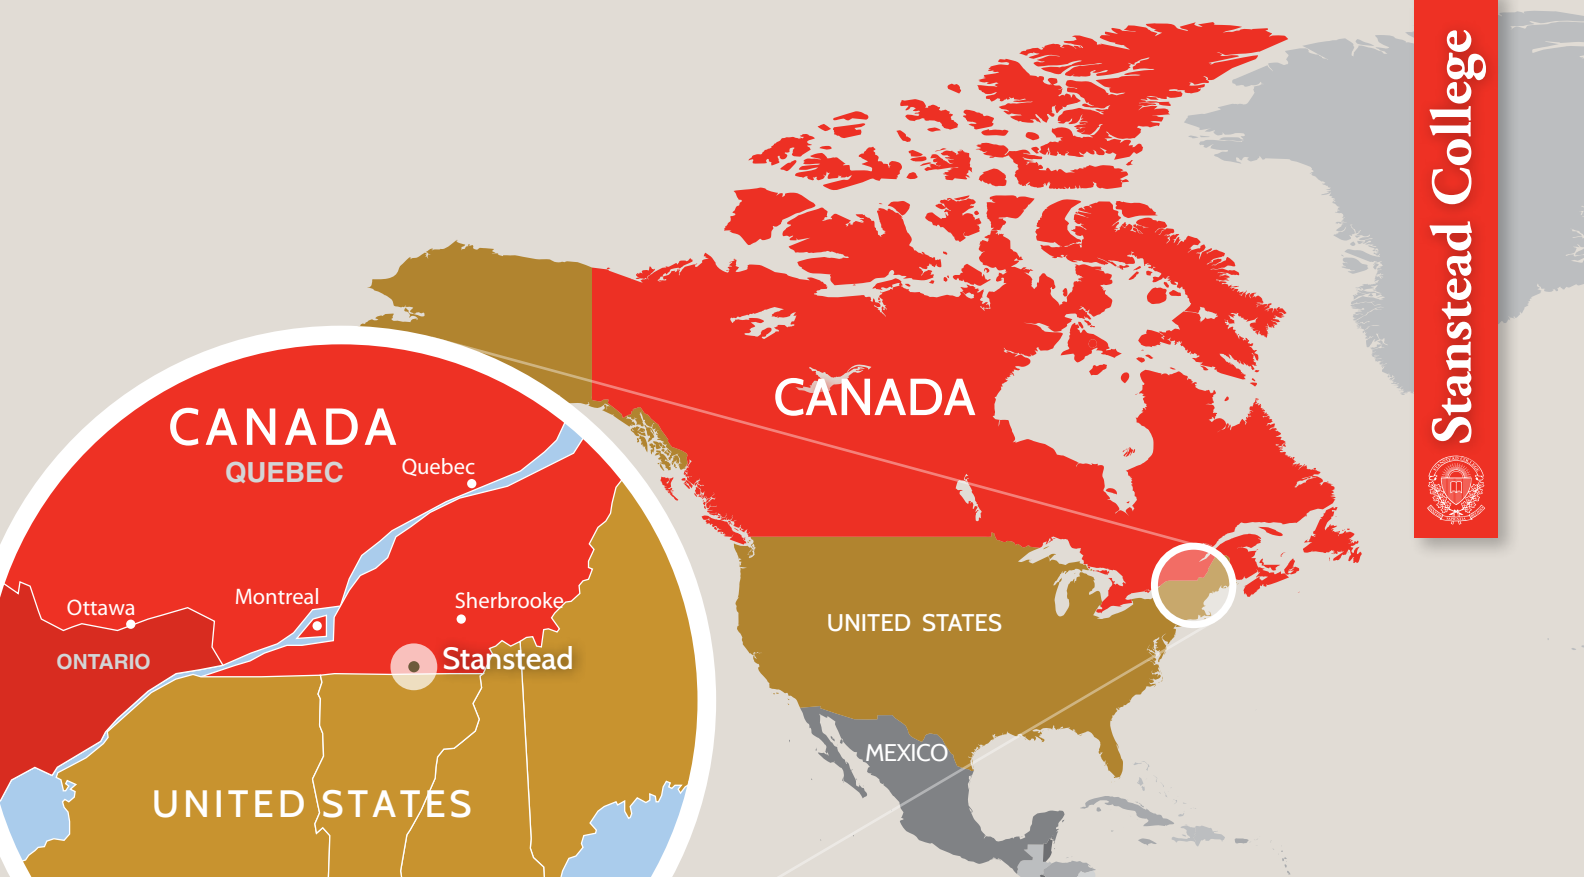 Stanstead College
CANADA
UNITED STATES
MEXICO
CANADA
QUEBEC
Quebec
Montreal
Ottawa
Sherbrooke
ONTARIO
Stanstead
UNITED STATES